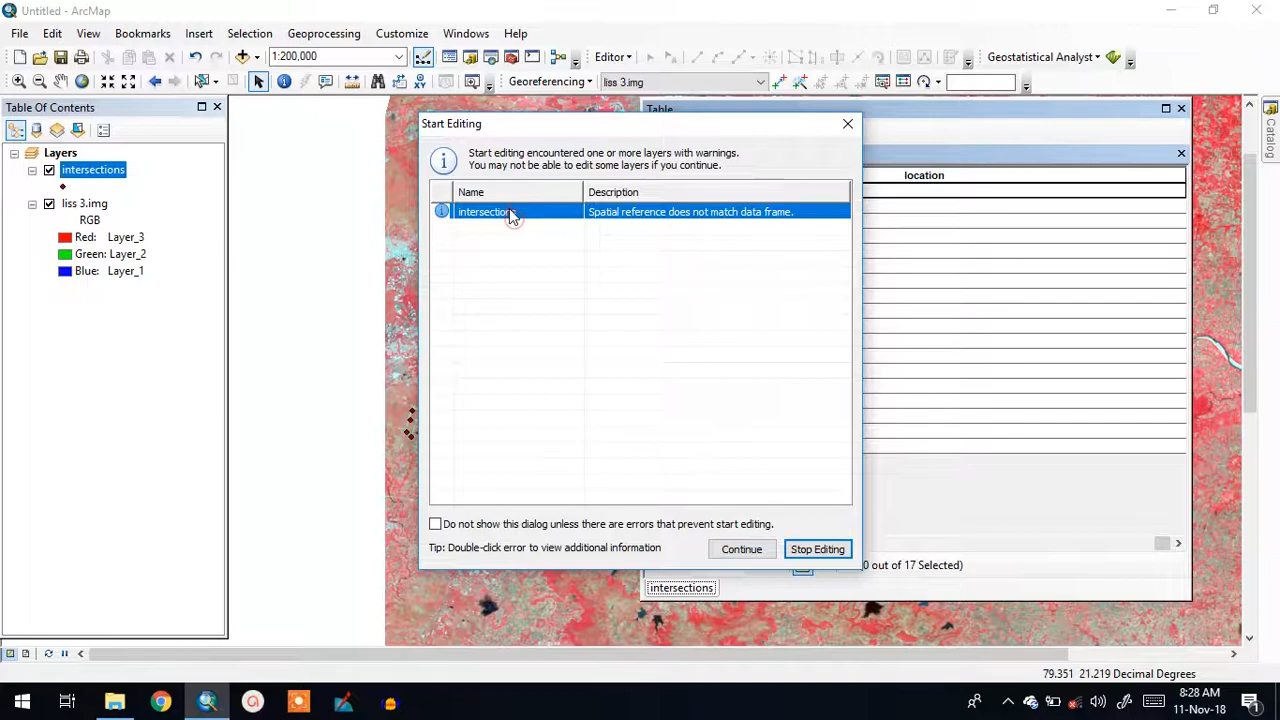 Untitled - ArcMap
File Edit View Bookmarks Insert Selection Geoprocessing Customize Windows Help
1:200,000 Editor Geostatistical Analyst
Georeferencing liss 3.img
Table Of Contents
Layers
intersections
liss 3.img
RGB
Red: Layer_3
Green: Layer_2
Blue: Layer_1
Table
location
Start Editing
Start editing encountered one or more layers with warnings.
You may not be able to edit some layers if you continue.
Name Description
Spatial reference does not match data frame.
Do not show this dialog unless there are errors that prevent start editing.
Tip: Double-click error to view additional information
Continue Stop Editing
out of 17 Selected)
intersections
Catalog
79.351 21.219 Decimal Degrees
8:28 AM
11-Nov-18